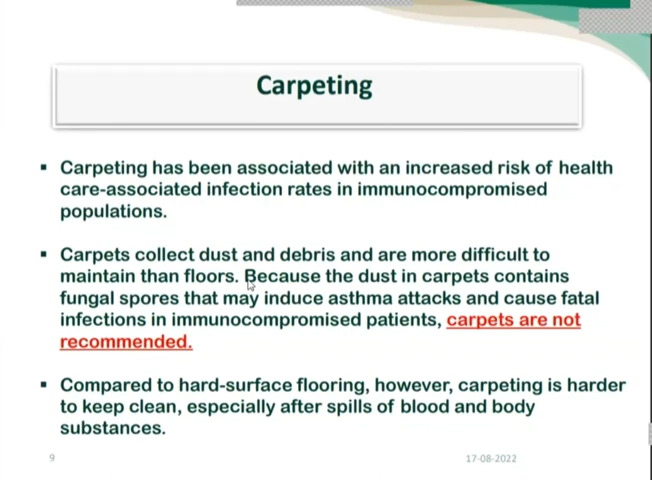 Carpeting
▪ Carpeting has been associated with an increased risk of health
care-associated infection rates in immunocompromised
populations.
▪ Carpets collect dust and debris and are more difficult to
maintain than floors. Because the dust in carpets contains
fungal spores that may induce asthma attacks and cause fatal
infections in immunocompromised patients, carpets are not
recommended.
▪ Compared to hard-surface flooring, however, carpeting is harder
to keep clean, especially after spills of blood and body
substances.
9
17-08-2022